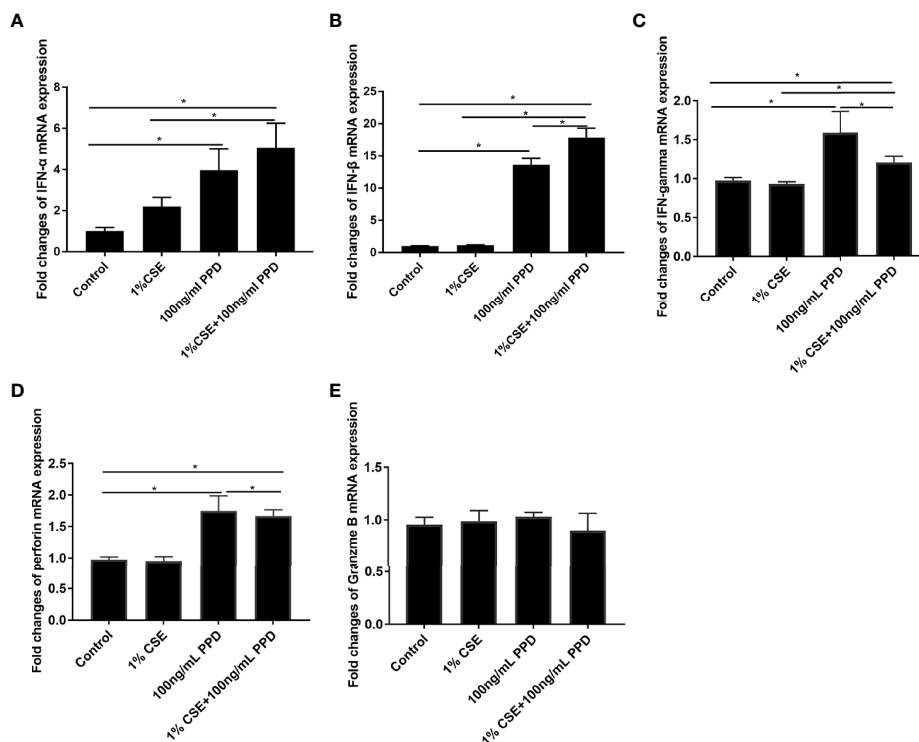 A
Fold changes of IFN-α mRNA expression
8
6
4
2
0
*
*
*
Control
1%CSE
100ng/ml PPD
1%CSE+100ng/ml PPD
B
Fold changes of IFN-β mRNA expression
25
20
15
10
5
0
*
*
*
*
Control
1%CSE
100ng/ml PPD
1%CSE+100ng/ml PPD
C
Fold changes of IFN-gamma mRNA expression
2.0
1.5
1.0
0.5
0.0
*
*
*
*
Control
1% CSE
100ng/mL PPD
1% CSE+100ng/mL PPD
D
Fold changes of perforin mRNA expression
2.5
2.0
1.5
1.0
0.5
0.0
*
*
*
Control
1% CSE
100ng/mL PPD
1% CSE+100ng/mL PPD
E
Fold changes of Granzme B mRNA expression
1.5
1.0
0.5
0.0
Control
1% CSE
100ng/mL PPD
1% CSE+100ng/mL PPD